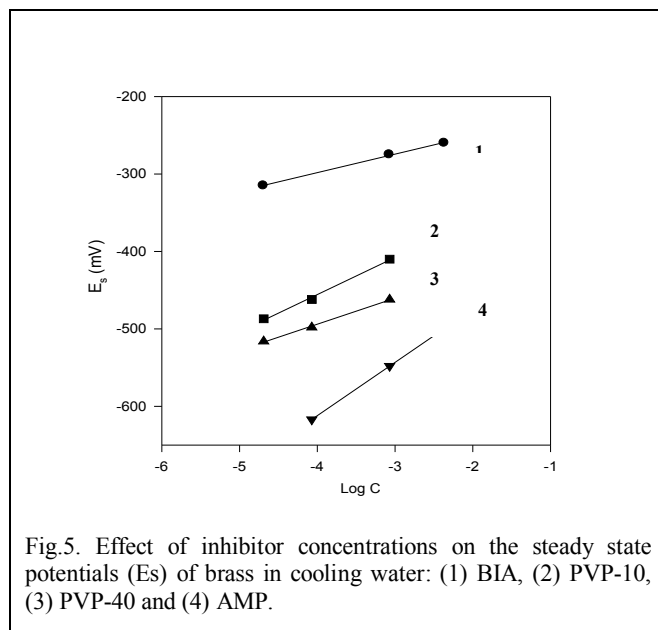 -200
-300
-400
-500
-600
E_s (mV)
1
2
3
4
-6 -5 -4 -3 -2 -1
Log C
Fig.5. Effect of inhibitor concentrations on the steady state
potentials (Es) of brass in cooling water: (1) BIA, (2) PVP-10,
(3) PVP-40 and (4) AMP.